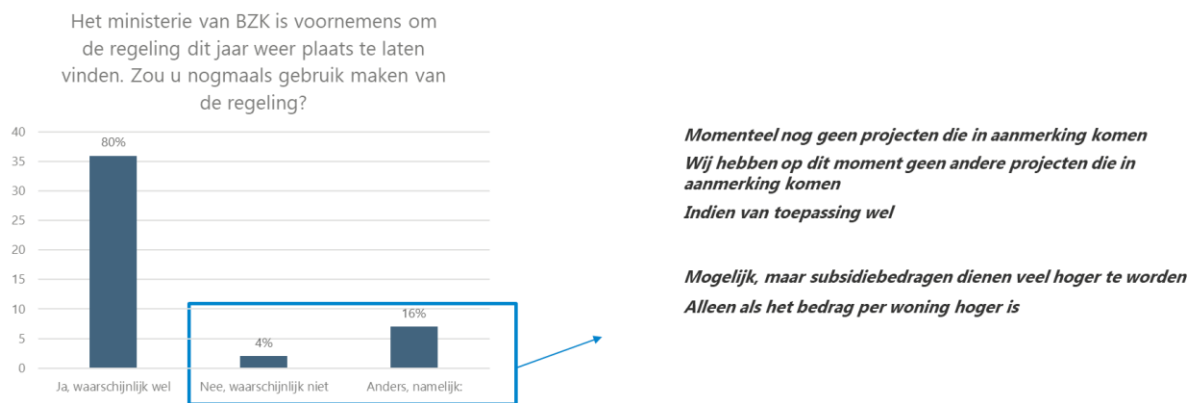 Het ministerie van BZK is voornemens om
de regeling dit jaar weer plaats te laten
vinden. Zou u nogmaals gebruik maken van
de regeling?
40
35
30
25
20
15
10
5
0
80%
4%
16%
Ja, waarschijnlijk wel
Nee, waarschijnlijk niet
Anders, namelijk:
Momenteel nog geen projecten die in aanmerking komen
Wij hebben op dit moment geen andere projecten die in
aanmerking komen
Indien van toepassing wel
Mogelijk, maar subsidiebedragen dienen veel hoger te worden
Alleen als het bedrag per woning hoger is